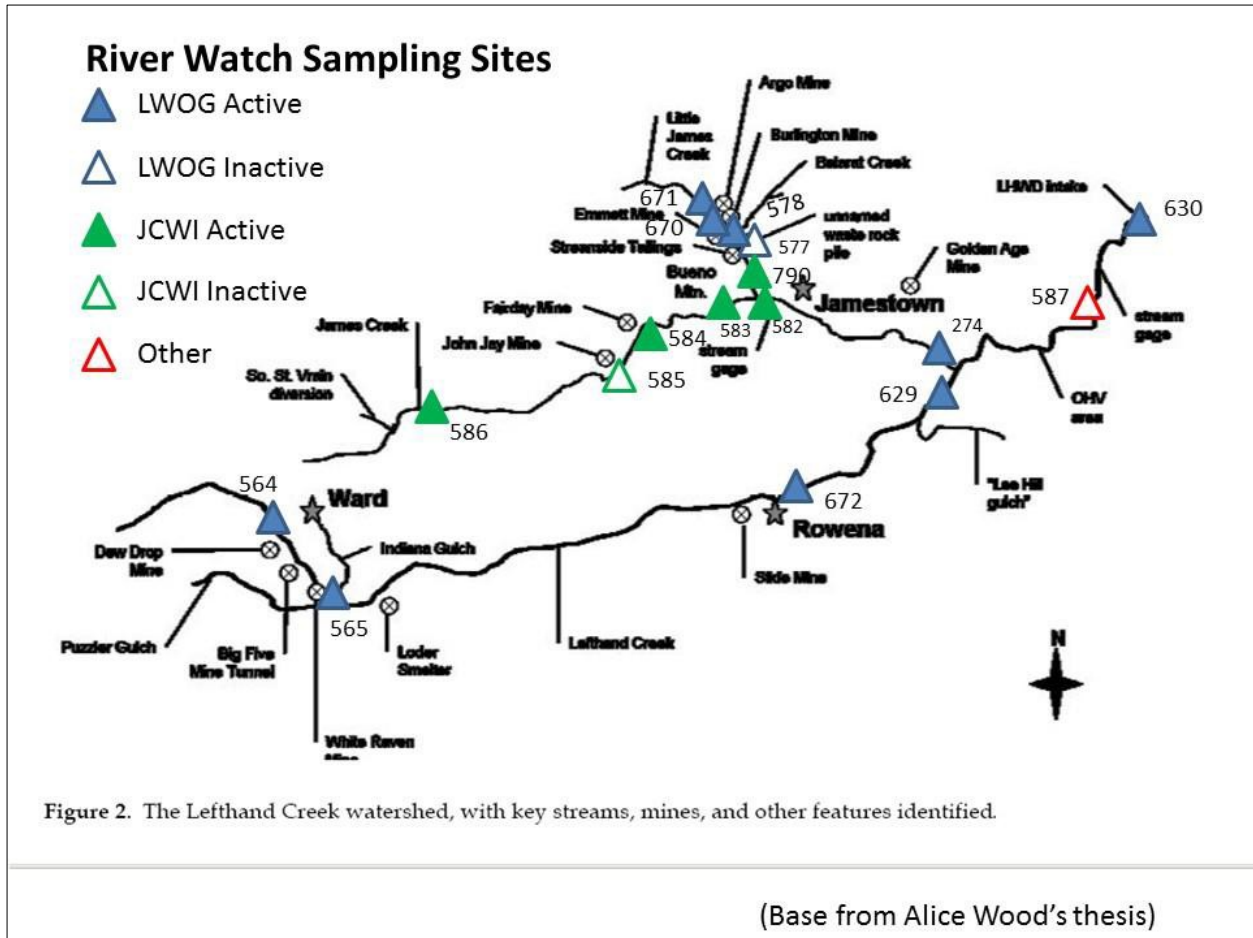 River Watch Sampling Sites
LWOG Active
LWOG Inactive
JCWI Active
JCWI Inactive
Other
Argo Mine
Little
James
Creek
Burlington Mine
Balarat Creek
LHWD intake
671
578
630
Emmett Mine
670
unnamed
waste rock
pile
577
Streamside Tailings
Golden Age
Mine
Bueno
Mtn.
790
Jamestown
587
Fairday Mine
583
582
274
stream
gage
James Creek
584
John Jay Mine
stream
gage
585
So. St. Vrain
diversion
629
OHV
area
586
564
Ward
672
"Lee Hill
gulch"
Rowena
Dew Drop
Mine
Indiana Gulch
Slide Mine
565
Puzzler Gulch
Big Five
Mine Tunnel
Loder
Smelter
Lefthand Creek
N
White Raven
Figure 2. The Lefthand Creek watershed, with key streams, mines, and other features identified.
(Base from Alice Wood's thesis)